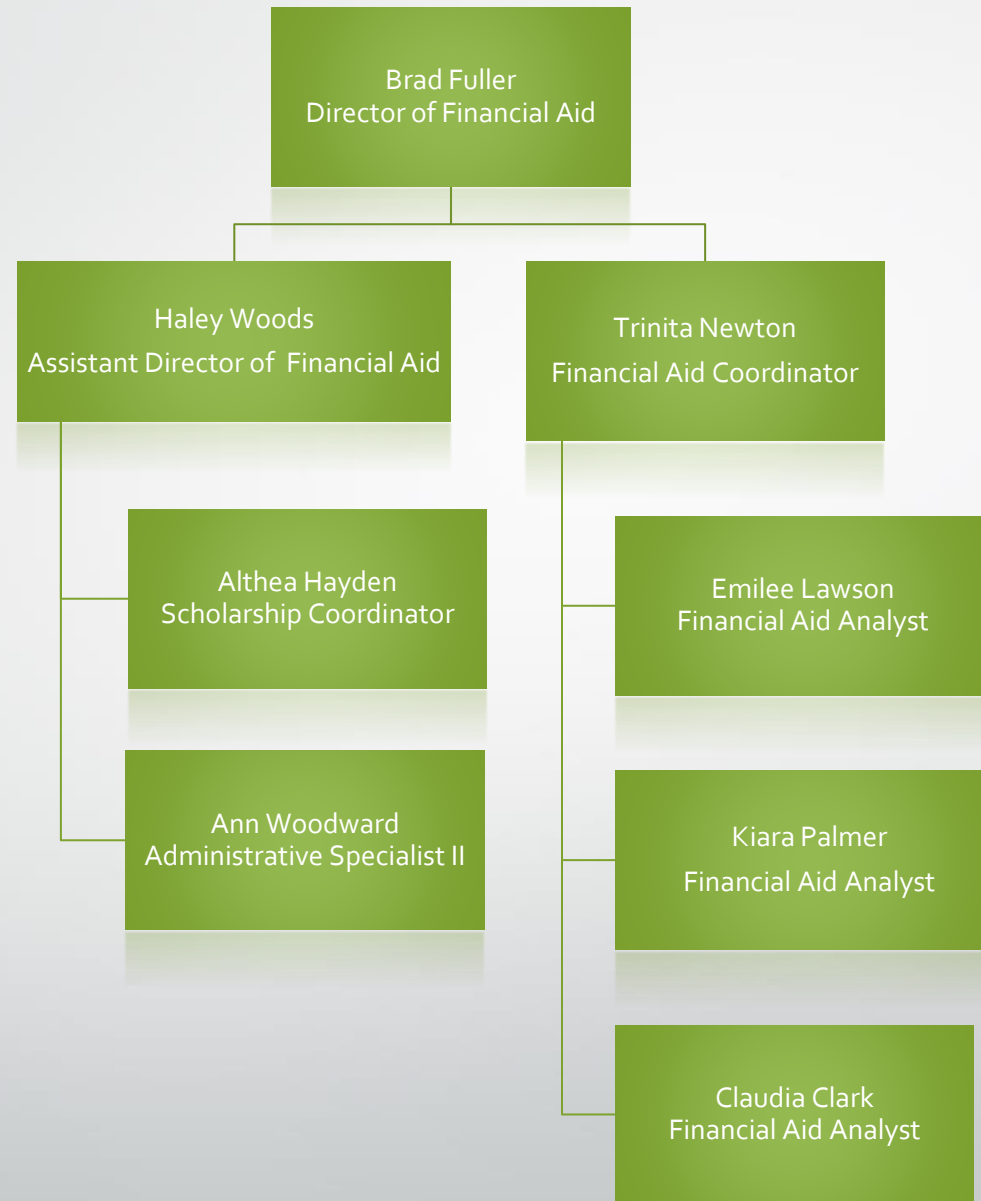 Brad Fuller
Director of Financial Aid
Haley Woods
Assistant Director of  Financial Aid
Trinita Newton
Financial Aid Coordinator
Althea Hayden
Scholarship Coordinator
Ann Woodward
Administrative Specialist II
Emilee Lawson
Financial Aid Analyst
Kiara Palmer
Financial Aid Analyst
Claudia Clark
Financial Aid Analyst